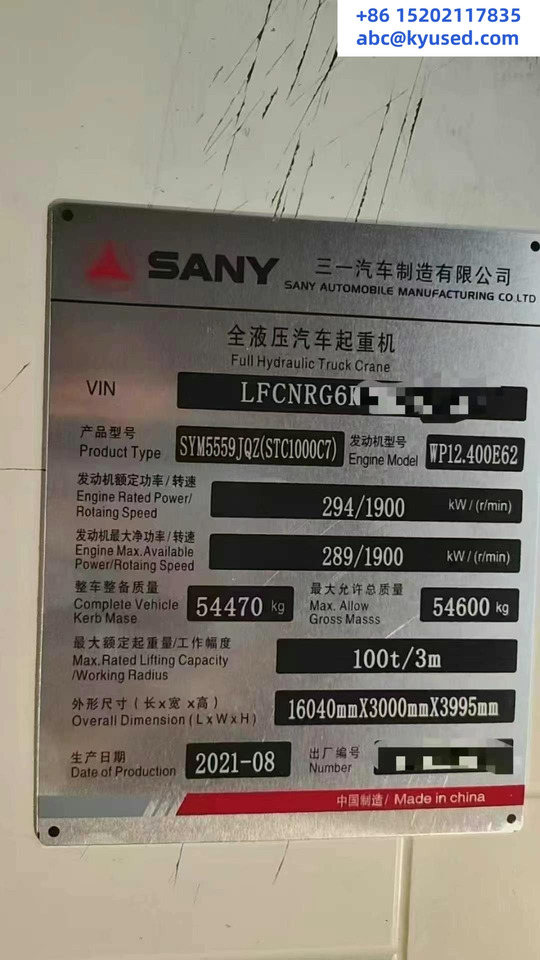 +86 15202117835
abc@kyused.com
SANY 三一汽车制造有限公司
SANY AUTOMOBILE MANUFACTURING CO.LTD
全液压汽车起重机
Full Hydraulic Truck Crane
VIN LFCNRG6
产品型号 Product Type SYM5559JQZ(STC1000C7) 发动机型号 Engine Model WP12.400E62
发动机额定功率/转速
Engine Rated Power/
Rotaing Speed
294/1900 kW/(r/min)
发动机最大净功率/转速
Engine Max.Available
Power/Rotaing Speed
289/1900 kW/(r/min)
整车整备质量
Complete Vehicle
Kerb Mase
54470 kg
最大允许总质量
Max. Allow
Gross Masss
54600 kg
最大额定起重量/工作幅度
Max.Rated Lifting Capacity
/Working Radius
100t/3m
外形尺寸(长x宽x高)
Overall Dimension(LxWxH)
16040mmX3000mmX3995mm
生产日期
Date of Production
2021-08
出厂编号
Number
中国制造/ Made in china